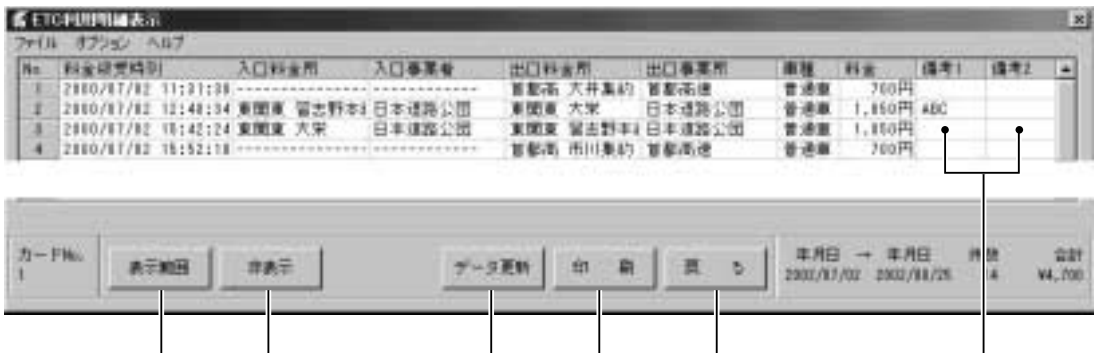 ETC利用明細表示
ファイル オプション ヘルプ
No 料金収受時刻 入口料金所 入口事業者 出口料金所 出口事業所 車種 料金 備考1 備考2
1 2000/07/02 11:31:38 ------------- ------------ 首都高 大井集約 首都高速 普通車 700円
2 2000/07/02 12:48:34 東関東 習志野本線 日本道路公団 東関東 大栄 日本道路公団 普通車 1,850円 ABC
3 2000/07/02 15:42:24 東関東 大栄 日本道路公団 東関東 習志野本線 日本道路公団 普通車 1,850円
4 2000/07/02 15:52:18 ------------- ------------ 首都高 市川集約 首都高速 普通車 700円
カードNo. 年月日 → 年月日 件数 合計
1 表示範囲 非表示 データ更新 印 刷 戻 る 2002/07/02 ¥4,700